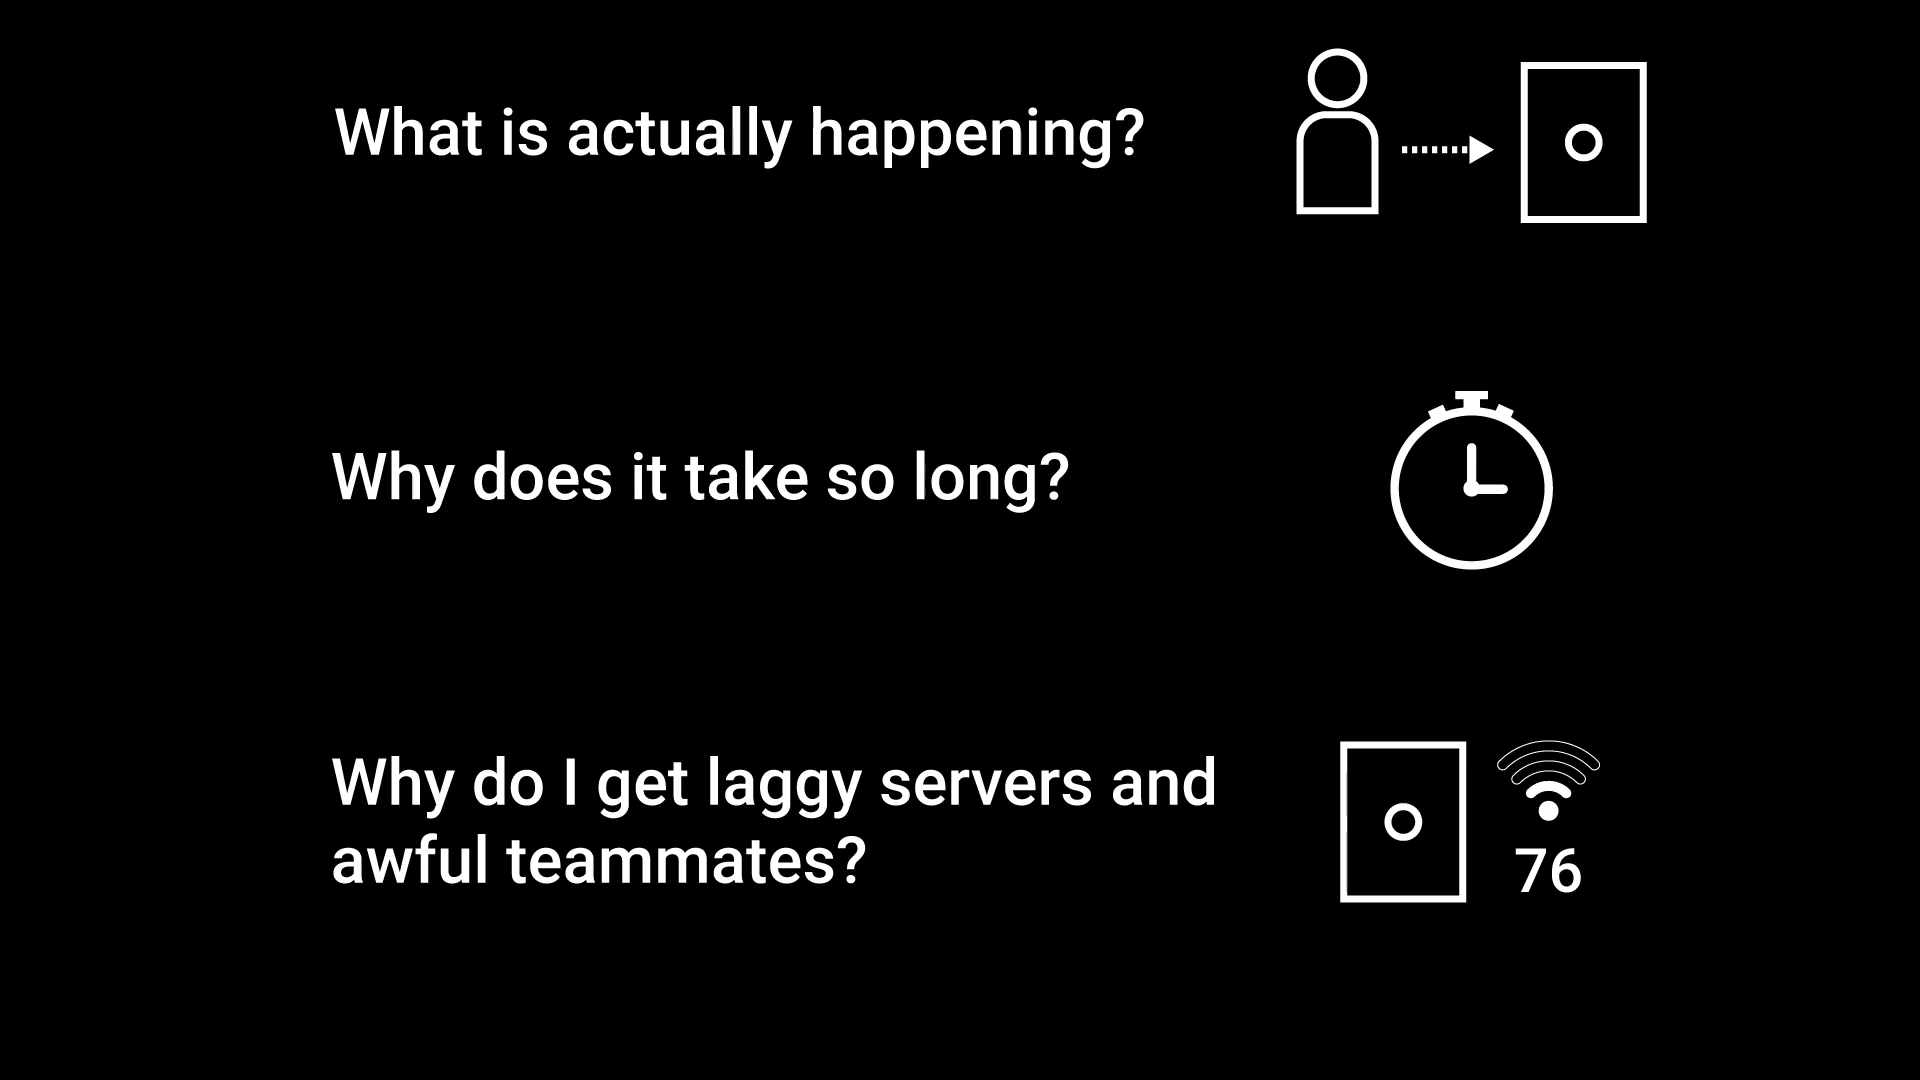 What is actually happening?
Why does it take so long?
Why do I get laggy servers and
awful teammates?
76